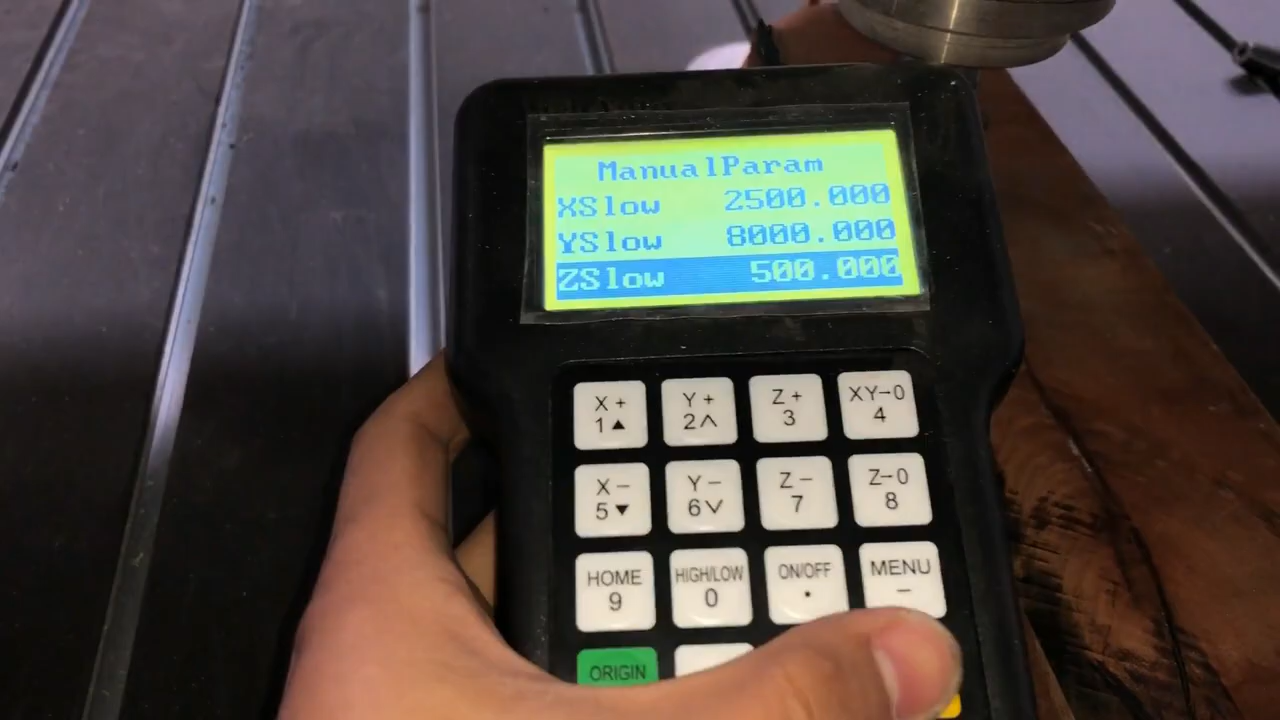 ManualParam
XSlow 2500.000
YSlow 8000.000
ZSlow 500.000
X+ Y+ Z+ XY→0
1▲ 2∧ 3 4
X− Y− Z− Z→0
5▼ 6∨ 7 8
HOME HIGH/LOW ON/OFF MENU
9 0 • −
ORIGIN